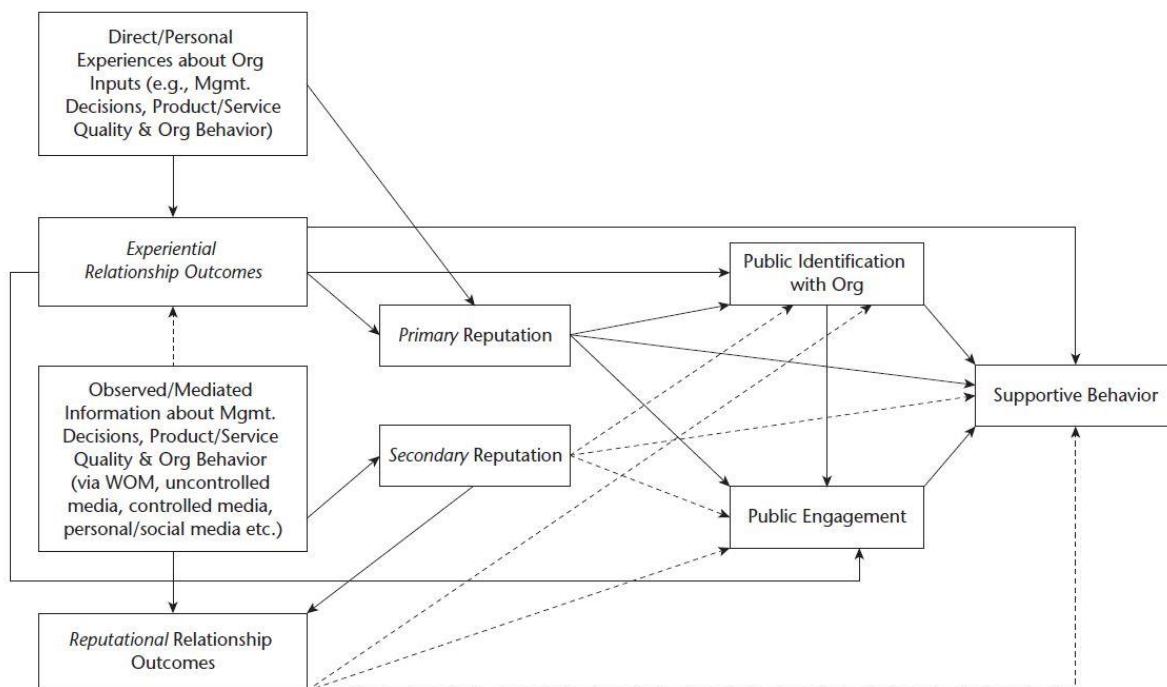 Direct/Personal
Experiences about Org
Inputs (e.g., Mgmt.
Decisions, Product/Service
Quality & Org Behavior)
Experiential
Relationship Outcomes
Public Identification
with Org
Primary Reputation
Observed/Mediated
Information about Mgmt.
Decisions, Product/Service
Quality & Org Behavior
(via WOM, uncontrolled
media, controlled media,
personal/social media etc.)
Supportive Behavior
Secondary Reputation
Public Engagement
Reputational Relationship
Outcomes